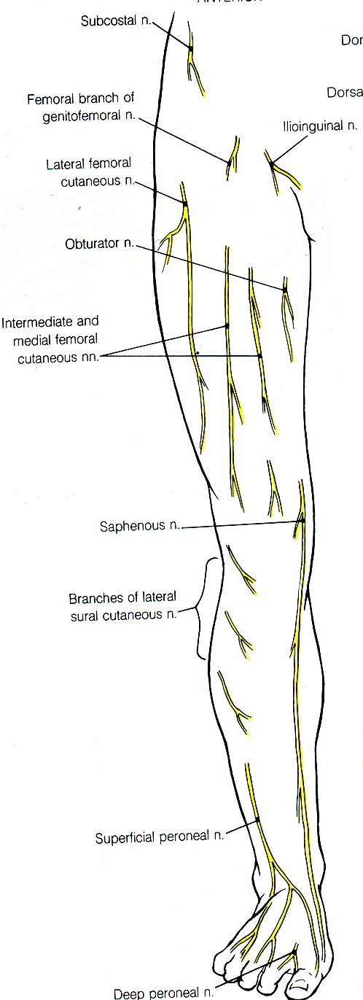 Subcostal n.
Femoral branch of
genitofemoral n.
Ilioinguinal n.
Lateral femoral
cutaneous n.
Obturator n.
Intermediate and
medial femoral
cutaneous nn.
Saphenous n.
Branches of lateral
sural cutaneous n.
Superficial peroneal n.
Deep peroneal n.